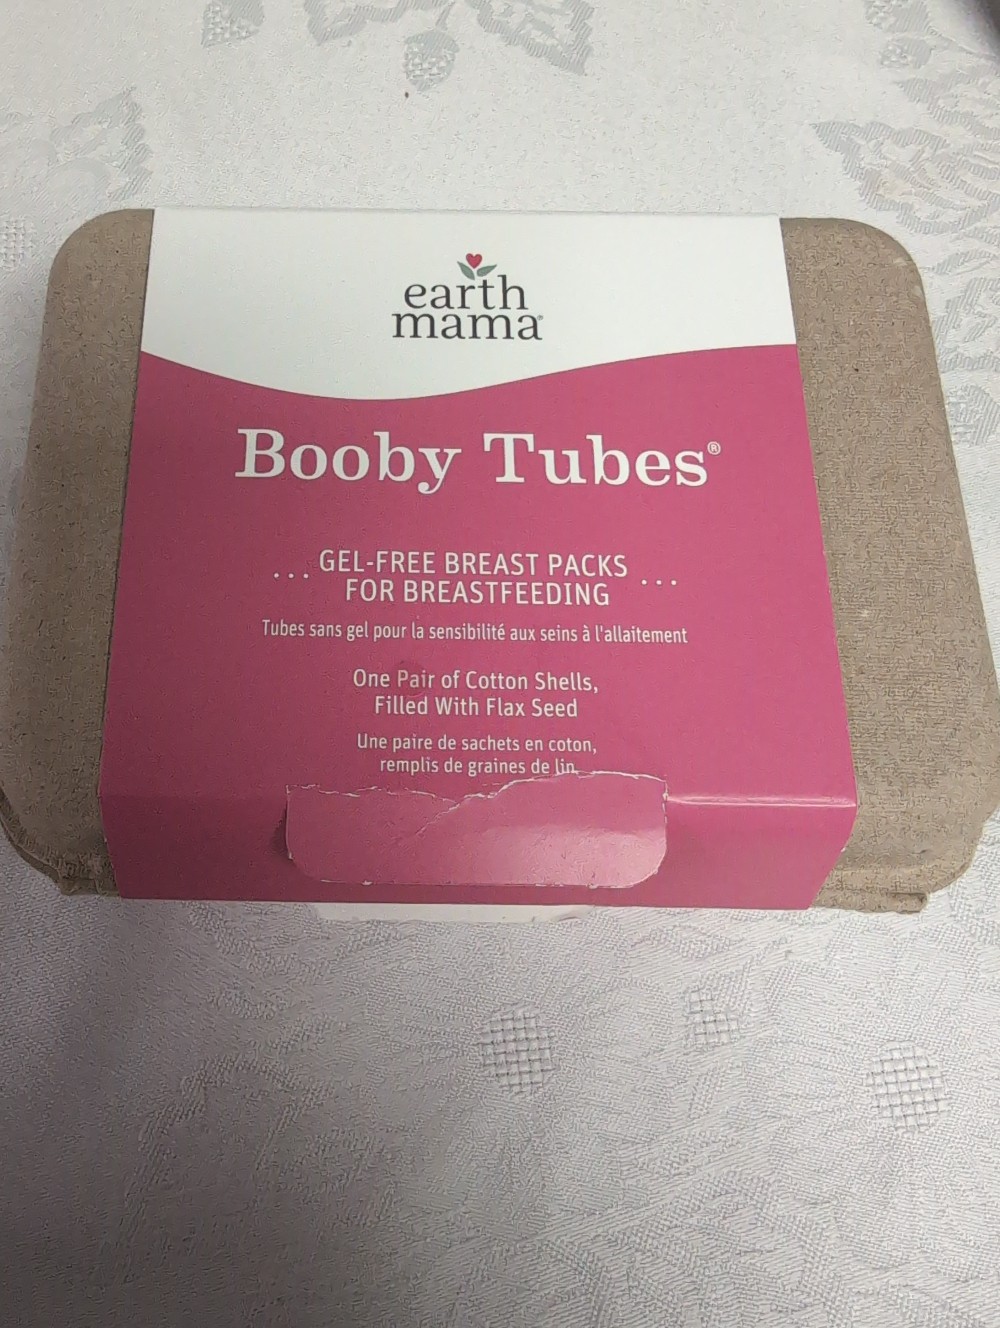 earth
mama®
Booby Tubes®
... GEL-FREE BREAST PACKS ...
FOR BREASTFEEDING
Tubes sans gel pour la sensibilité aux seins à l'allaitement
One Pair of Cotton Shells,
Filled With Flax Seed
Une paire de sachets en coton,
remplis de graines de lin